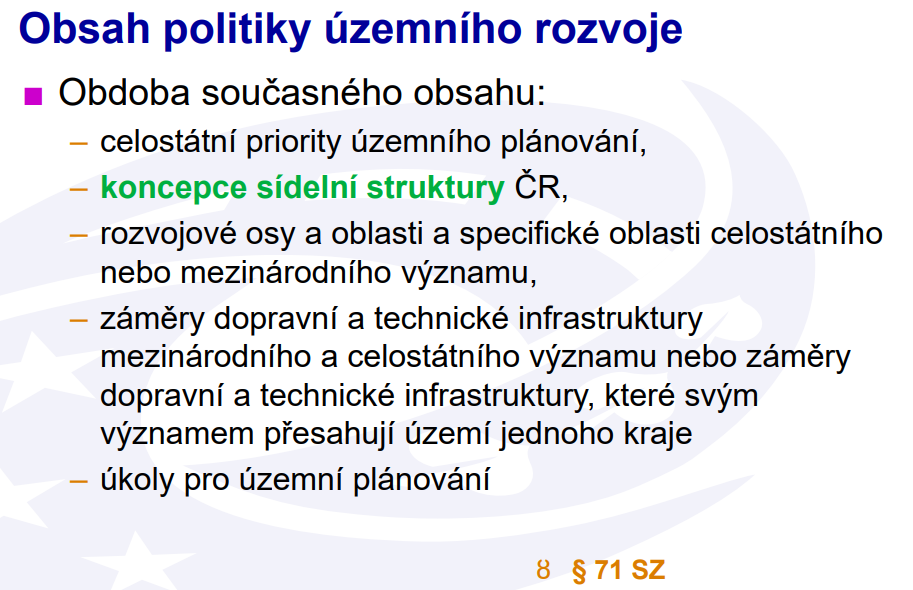 Obsah politiky územního rozvoje
Obdoba současného obsahu:
– celostátní priority územního plánování,
– koncepce sídelní struktury ČR,
– rozvojové osy a oblasti a specifické oblasti celostátního
nebo mezinárodního významu,
– záměry dopravní a technické infrastruktury
mezinárodního a celostátního významu nebo záměry
dopravní a technické infrastruktury, které svým
významem přesahují území jednoho kraje
– úkoly pro územní plánování
8 § 71 SZ